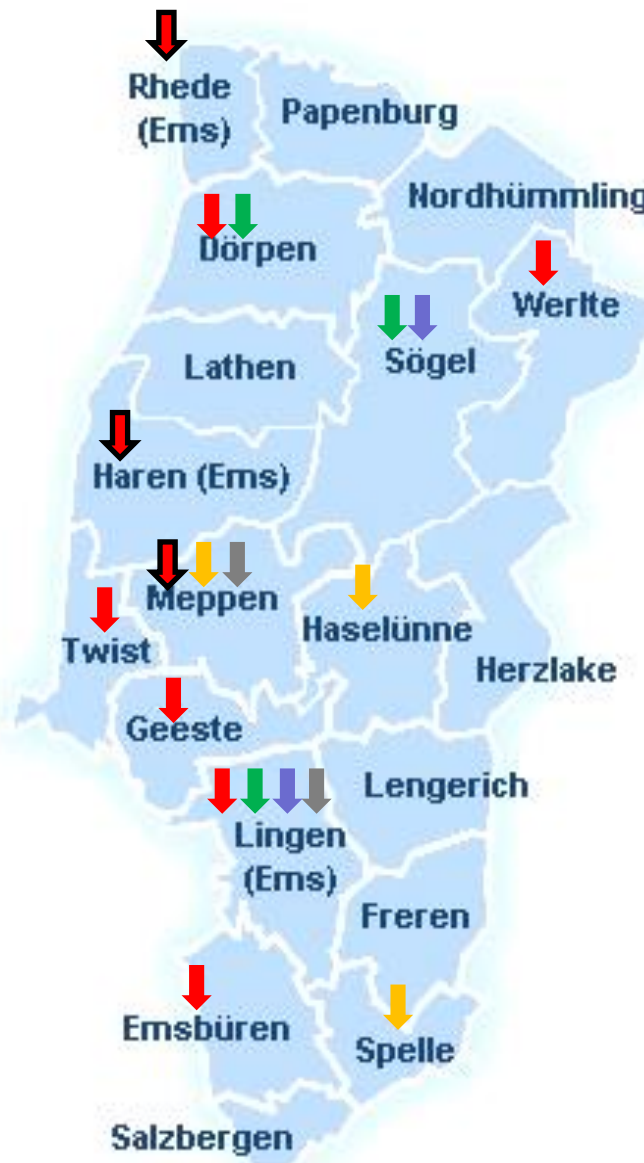 Rhede
(Ems)
Papenburg
Nordhümmling
Dörpen
Werlte
Lathen
Sögel
Haren (Ems)
Meppen
Haselünne
Twist
Herzlake
Geeste
Lengerich
Lingen
(Ems)
Freren
Emsbüren
Spelle
Salzbergen